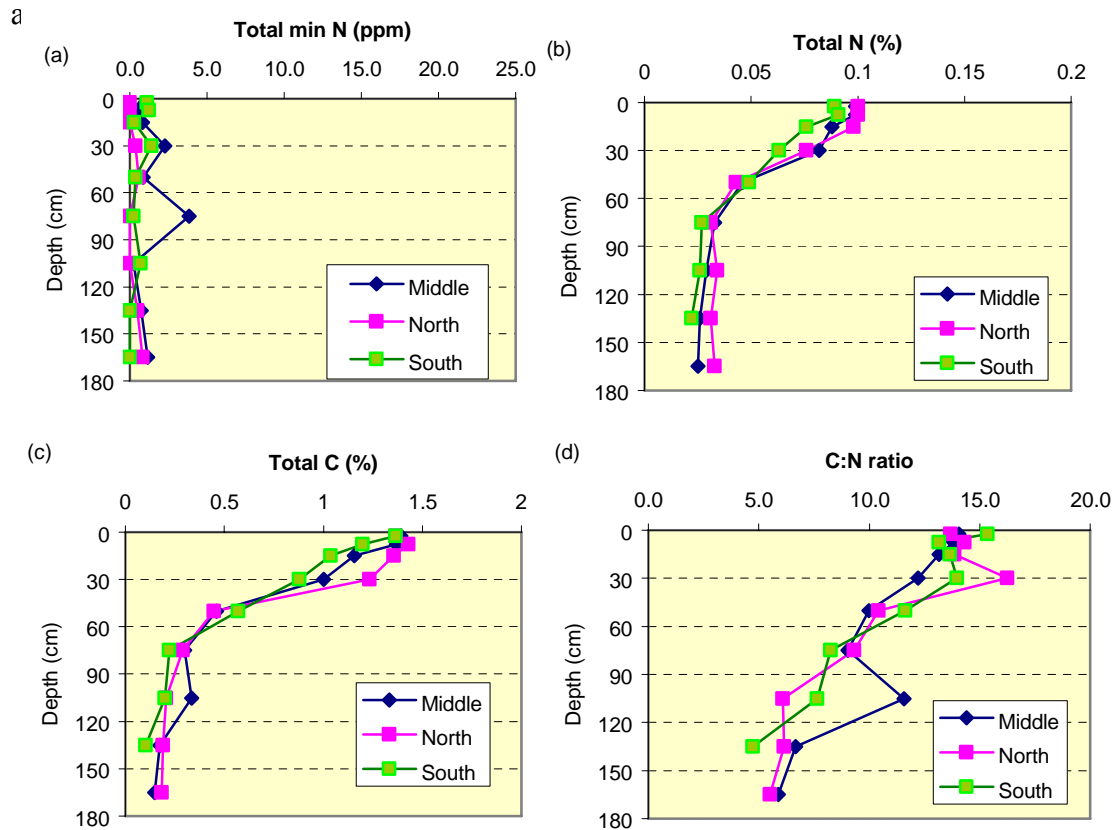 a
(a)
Total min N (ppm)
0.0 5.0 10.0 15.0 20.0 25.0
0
30
60
90
120
150
180
Depth (cm)
Middle
North
South
(b)
Total N (%)
0 0.05 0.1 0.15 0.2
0
30
60
90
120
150
180
Depth (cm)
Middle
North
South
(c)
Total C (%)
0 0.5 1 1.5 2
0
30
60
90
120
150
180
Depth (cm)
Middle
North
South
(d)
C:N ratio
0.0 5.0 10.0 15.0 20.0
0
30
60
90
120
150
180
Depth (cm)
Middle
North
South